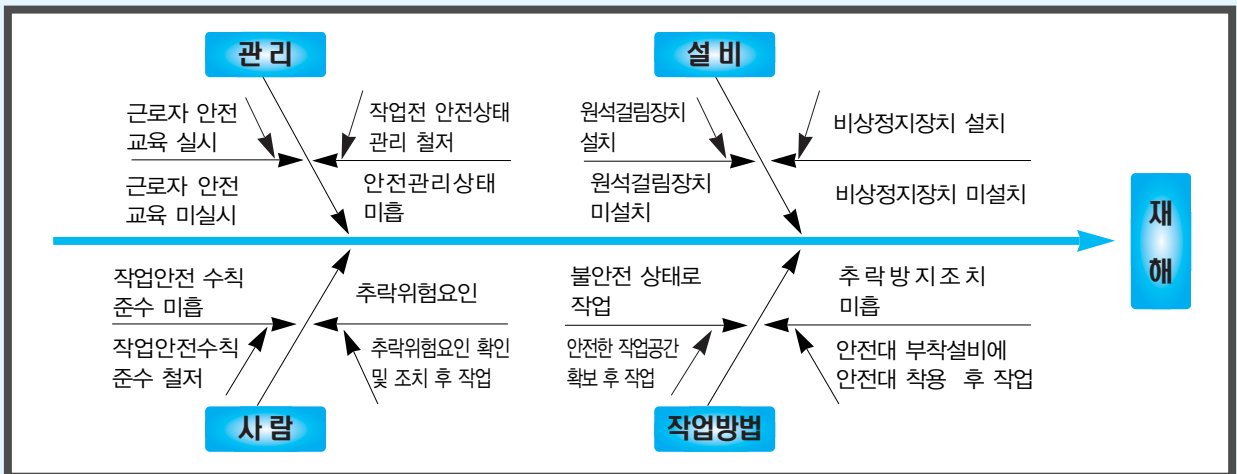 관 리
근로자 안전
교육 실시
작업전 안전상태
관리 철저
근로자 안전
교육 미실시
안전관리상태
미흡
설 비
원석걸림장치
설치
비상정지장치 설치
원석걸림장치
미설치
비상정지장치 미설치
재
해
작업안전 수칙
준수 미흡
추락위험요인
작업안전수칙
준수 철저
추락위험요인 확인
및 조치 후 작업
사 람
불안전 상태로
작업
추 락 방 지 조 치
미흡
안전한 작업공간
확보 후 작업
안전대 부착설비에
안전대 착용 후 작업
작업방법